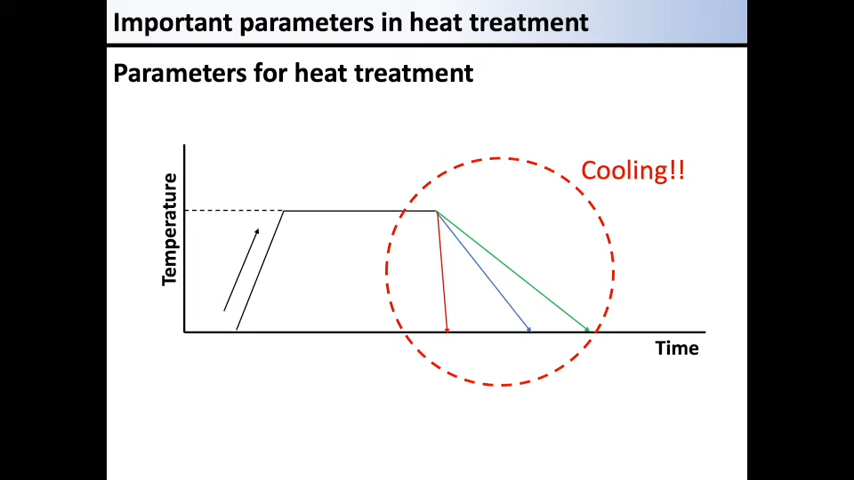 Important parameters in heat treatment
Parameters for heat treatment
Cooling!!
Temperature
Time